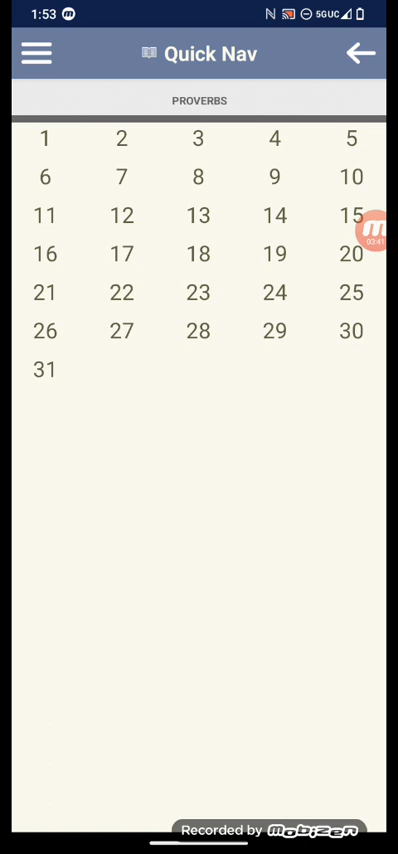 1:53 m N 5GUC
Quick Nav
PROVERBS
1 2 3 4 5
6 7 8 9 10
11 12 13 14 15
m
03:41
16 17 18 19 20
21 22 23 24 25
26 27 28 29 30
31
Recorded by mobizen